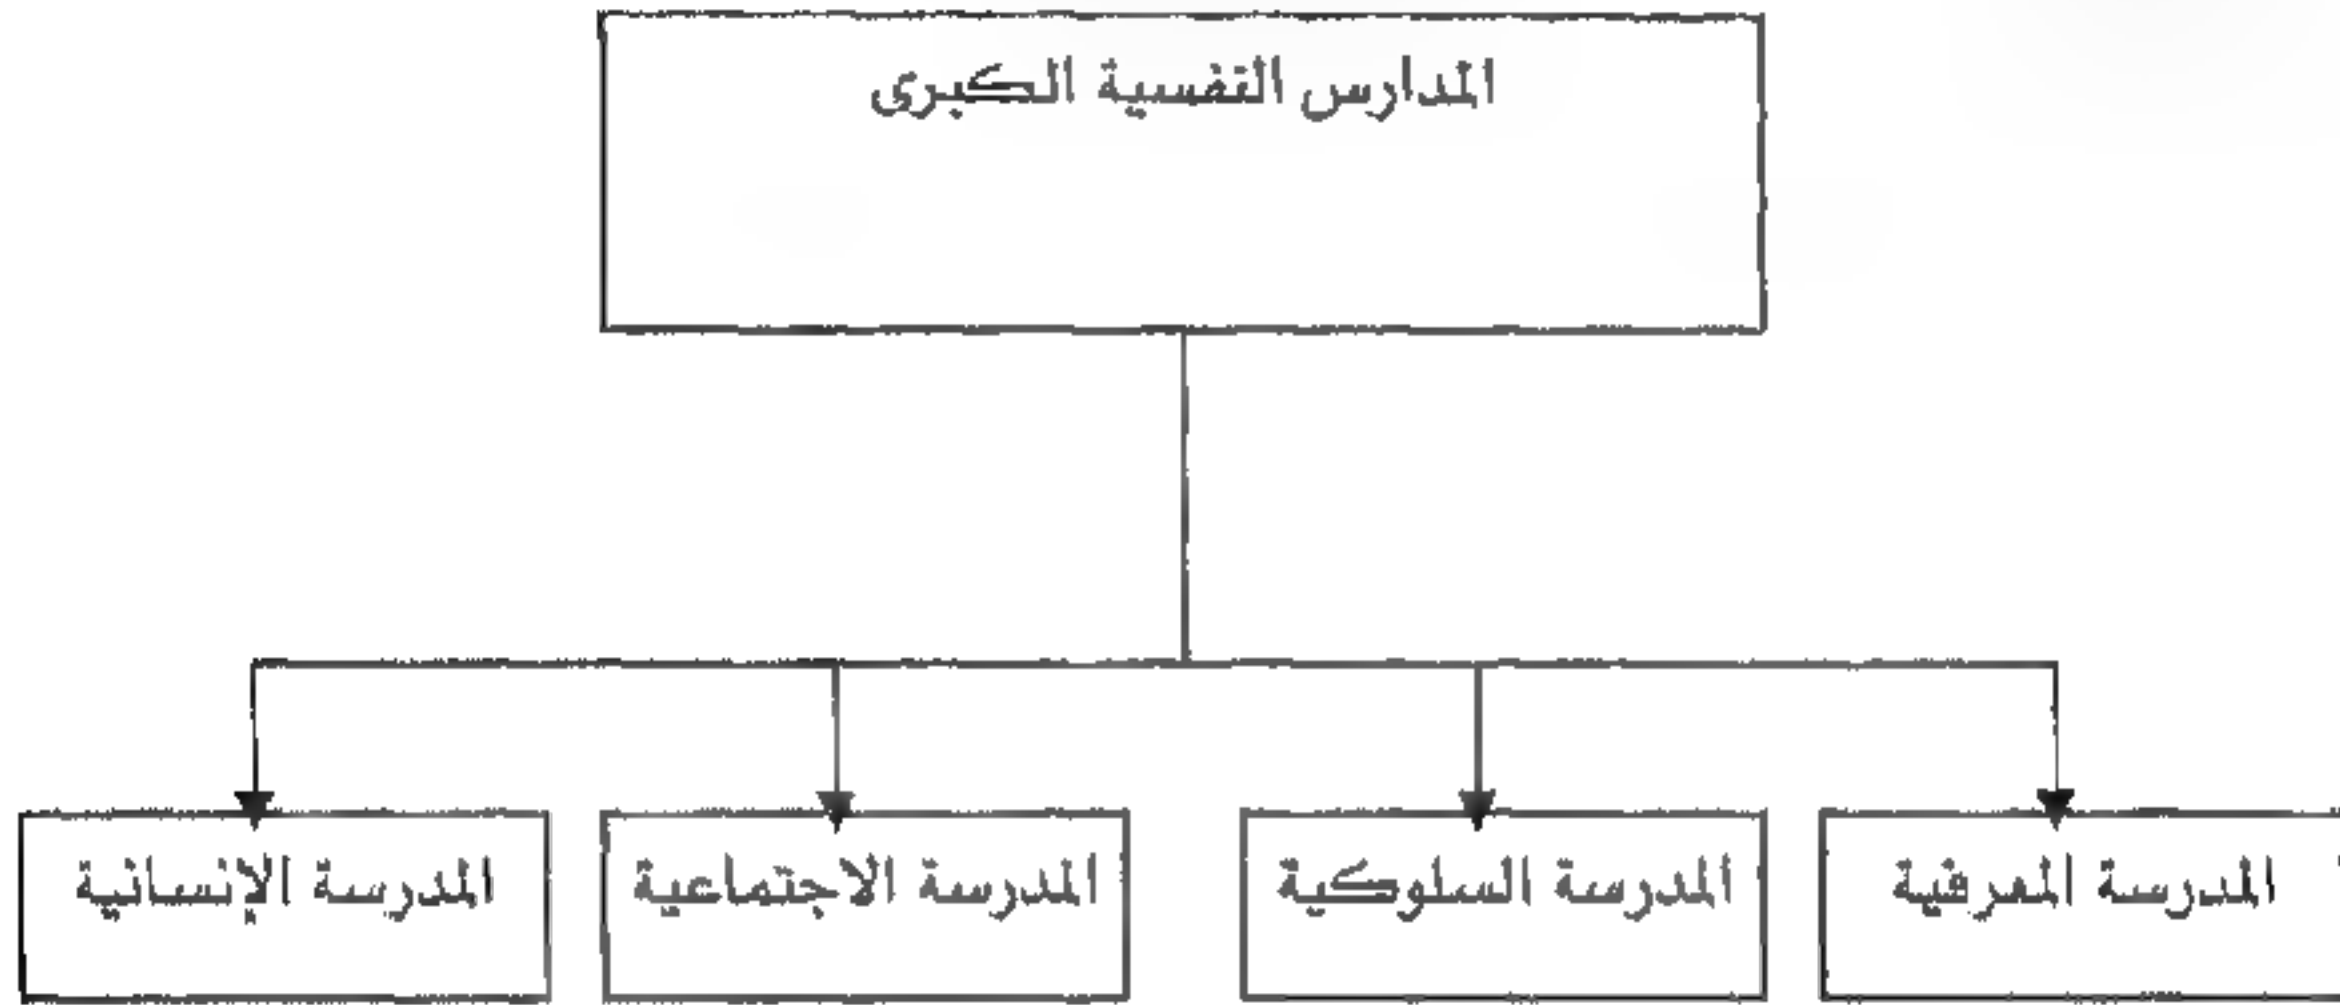 المدارس النفسية الكبرى
المدرسة المعرفية
المدرسة السلوكية
المدرسة الاجتماعية
المدرسة الإنسانية